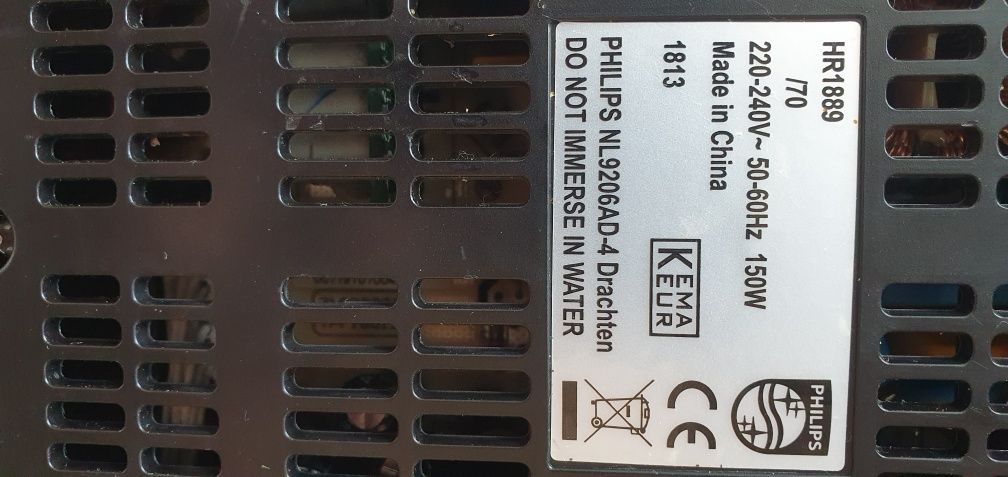 HR1889
/70
220-240V~ 50-60Hz 150W
Made in China
1813
KEMA
KEUR
PHILIPS NL9206AD-4 Drachten
DO NOT IMMERSE IN WATER
CE
PHILIPS